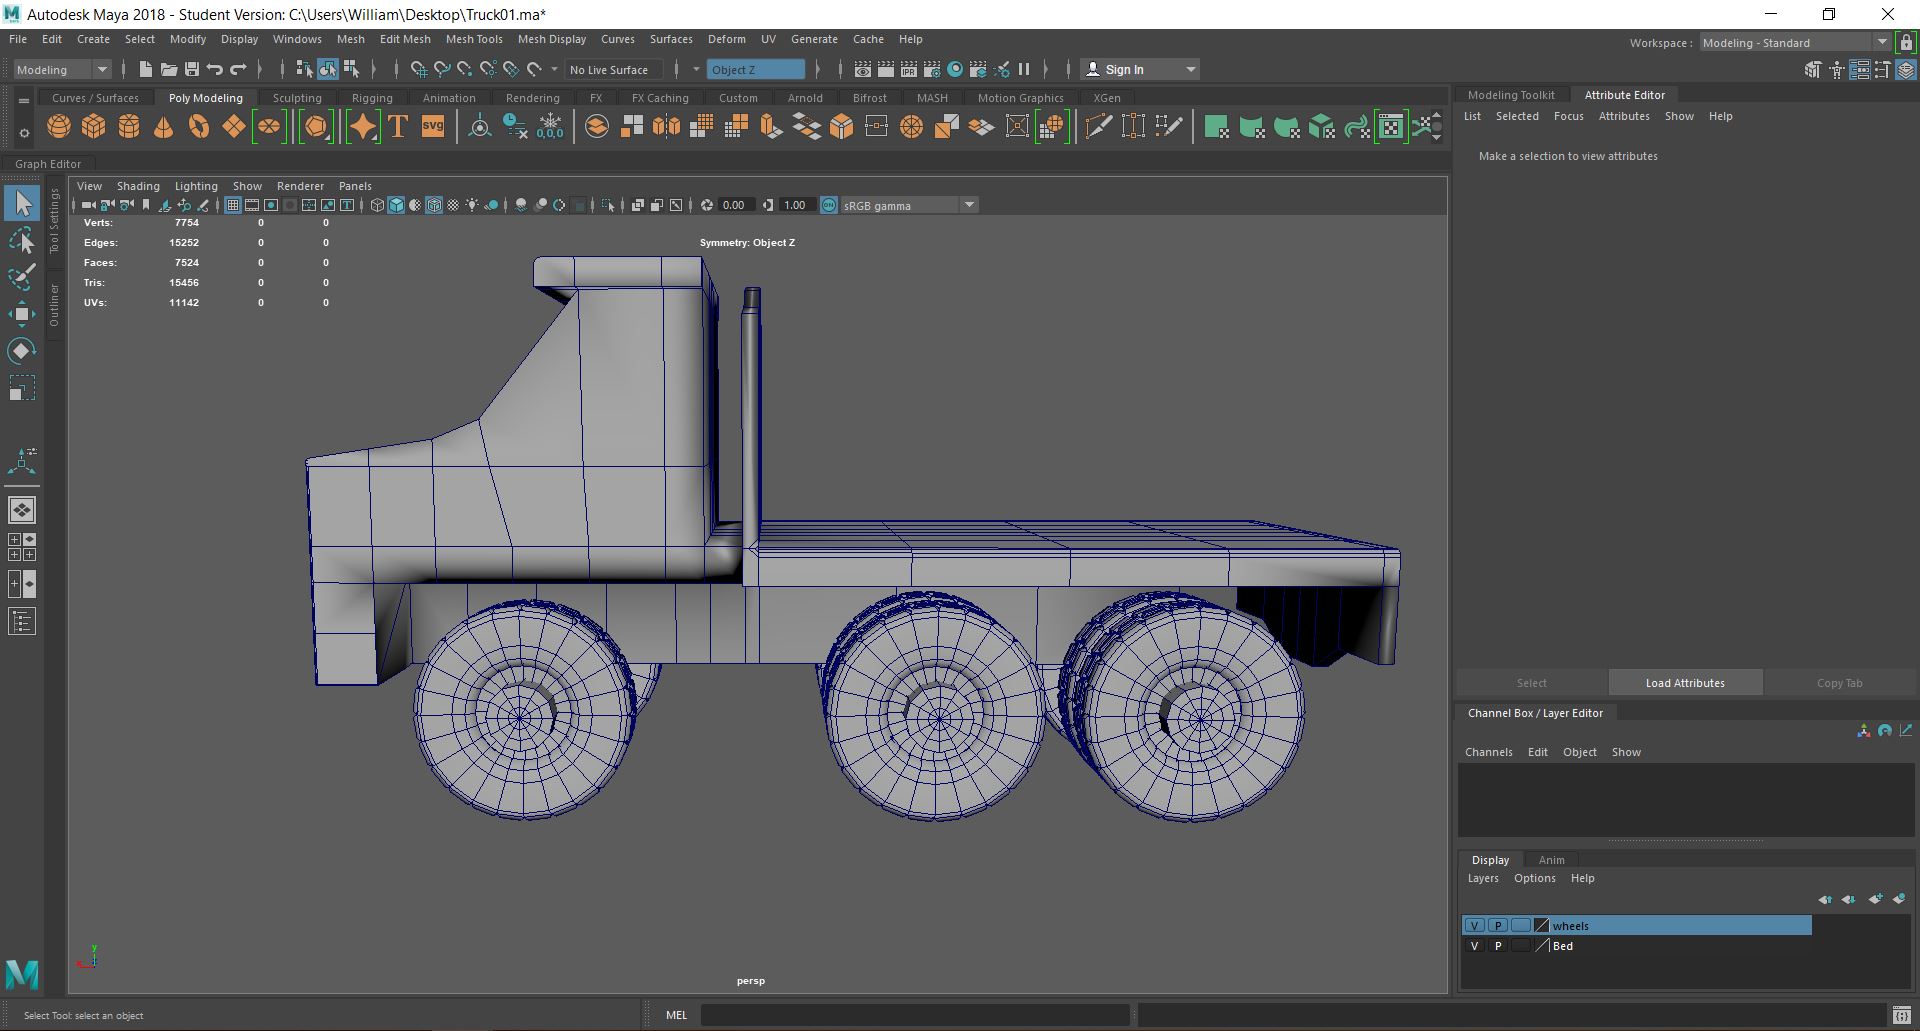 Autodesk Maya 2018 - Student Version: C:\Users\William\Desktop\Truck01.ma*
File Edit Create Select Modify Display Windows Mesh Edit Mesh Mesh Tools Mesh Display Curves Surfaces Deform UV Generate Cache Help
Workspace : Modeling - Standard
Modeling No Live Surface Object Z IPR Sign In
Curves / Surfaces Poly Modeling Sculpting Rigging Animation Rendering FX FX Caching Custom Arnold Bifrost MASH Motion Graphics XGen
T SVG 0,0,0
Graph Editor
Tool Settings
Outliner
View Shading Lighting Show Renderer Panels
0.00 1.00 ON sRGB gamma
Verts: 7754 0 0
Edges: 15252 0 0
Faces: 7524 0 0
Tris: 15456 0 0
UVs: 11142 0 0
Symmetry: Object Z
y
x
persp
Modeling Toolkit Attribute Editor
List Selected Focus Attributes Show Help
Make a selection to view attributes
Select Load Attributes Copy Tab
Channel Box / Layer Editor
Channels Edit Object Show
Display Anim
Layers Options Help
V P wheels
V P Bed
M
Select Tool: select an object
MEL